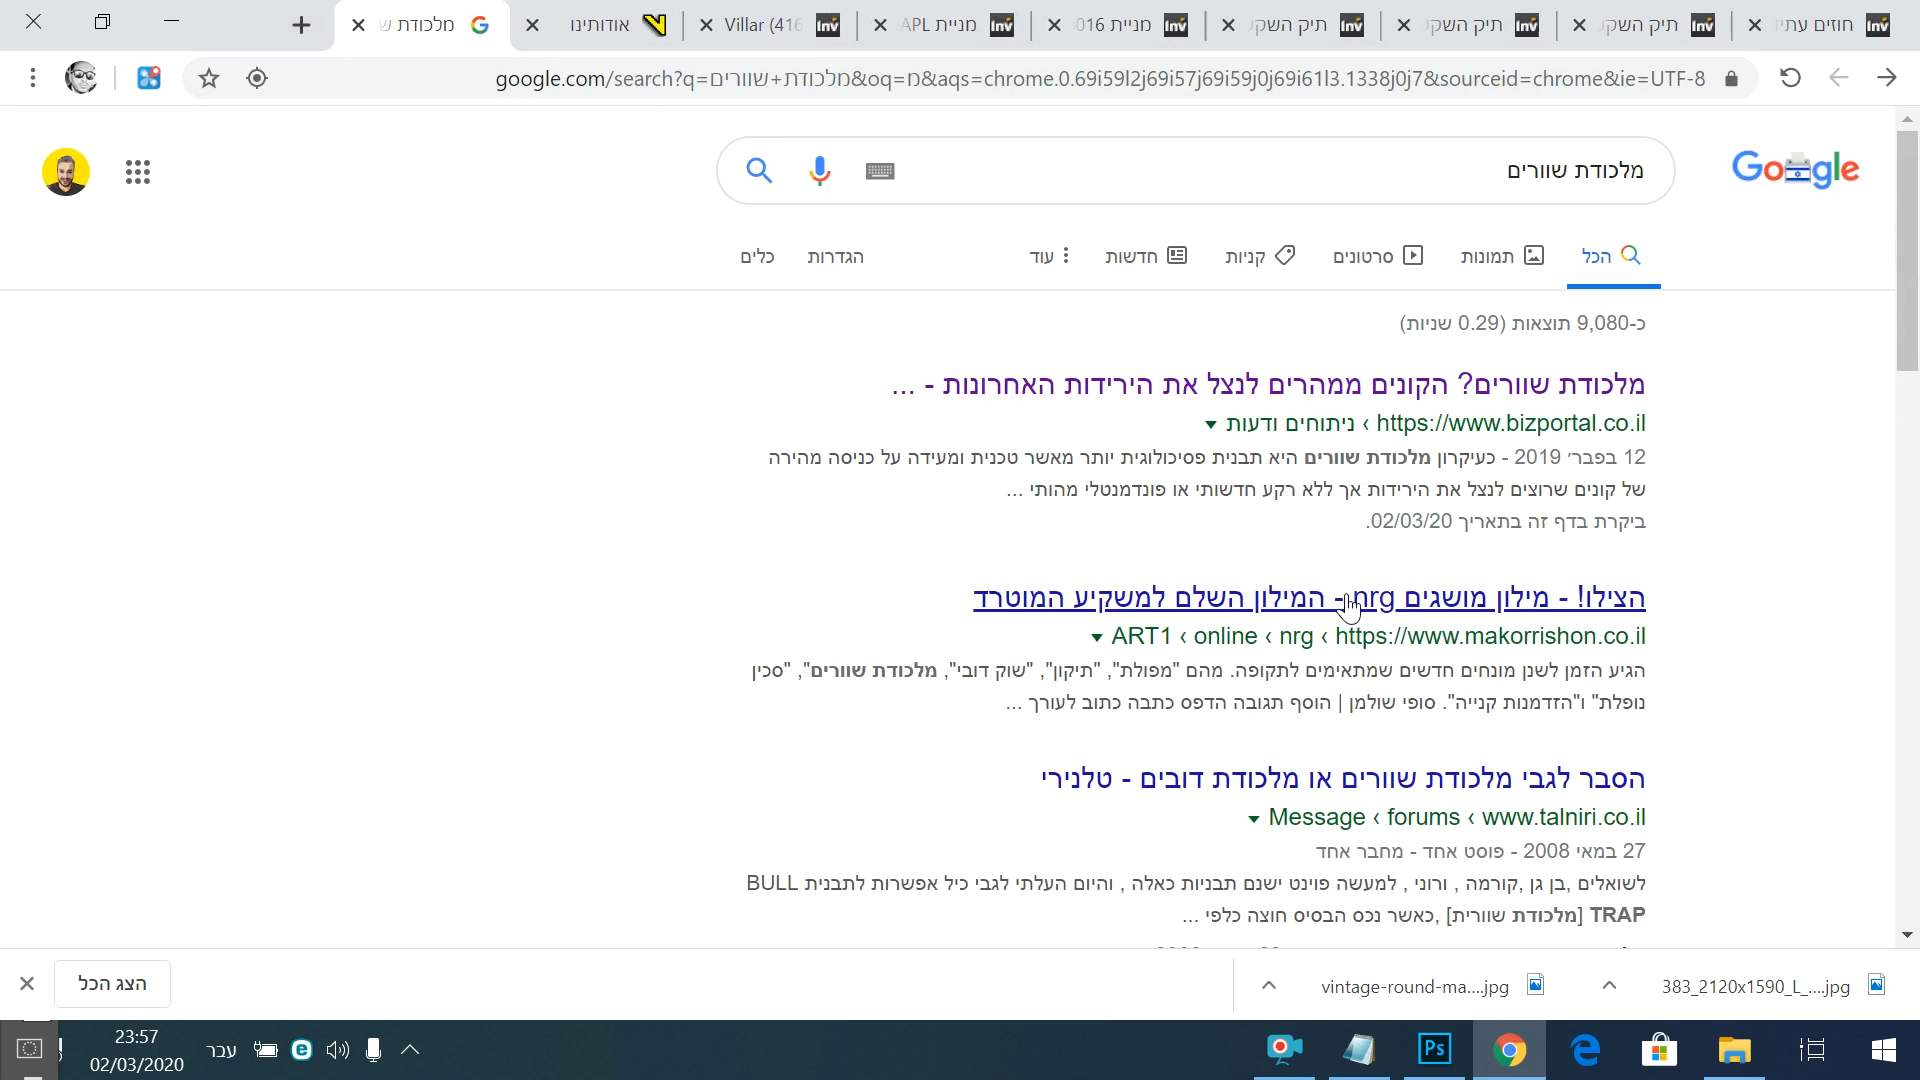 חוזים עתיד
תיק השק
תיק השק
תיק השק
מניית 016
מניית APL
Villar (416
אודותינו
מלכודת ש
google.com/search?q=מלכודת+שוורים&oq=מ&aqs=chrome.0.69i59l2j69i57j69i59j0j69i61l3.1338j0j7&sourceid=chrome&ie=UTF-8
Google
מלכודת שוורים
הכל
תמונות
סרטונים
קניות
חדשות
עוד
הגדרות
כלים
כ-9,080 תוצאות (0.29 שניות)
מלכודת שוורים? הקונים ממהרים לנצל את הירידות האחרונות - ...
https://www.bizportal.co.il › ניתוחים ודעות
12 בפבר׳ 2019 - כעיקרון מלכודת שוורים היא תבנית פסיכולוגית יותר מאשר טכנית ומעידה על כניסה מהירה
של קונים שרוצים לנצל את הירידות אך ללא רקע חדשותי או פונדמנטלי מהותי ...
ביקרת בדף זה בתאריך 02/03/20.
הצילו! - מילון מושגים nrg - המילון השלם למשקיע המוטרד
https://www.makorrishon.co.il › nrg › online › ART1
הגיע הזמן לשנן מונחים חדשים שמתאימים לתקופה. מהם "מפולת", "תיקון", "שוק דובי", "מלכודת שוורים", "סכין
נופלת" ו"הזדמנות קנייה". סופי שולמן | הוסף תגובה הדפס כתבה כתוב לעורך ...
הסבר לגבי מלכודת שוורים או מלכודת דובים - טלנירי
www.talniri.co.il › forums › Message
27 במאי 2008 - פוסט אחד - מחבר אחד
לשואלים ,בן גן ,קורמה , ורוני , למעשה פוינט ישנם תבניות כאלה , והיום העלתי לגבי כיל אפשרות לתבנית BULL
TRAP [מלכודת שוורית] ,כאשר נכס הבסיס חוצה כלפי ...
383_2120x1590_L_....jpg
vintage-round-ma....jpg
הצג הכל
Ps
עבר
23:57
02/03/2020